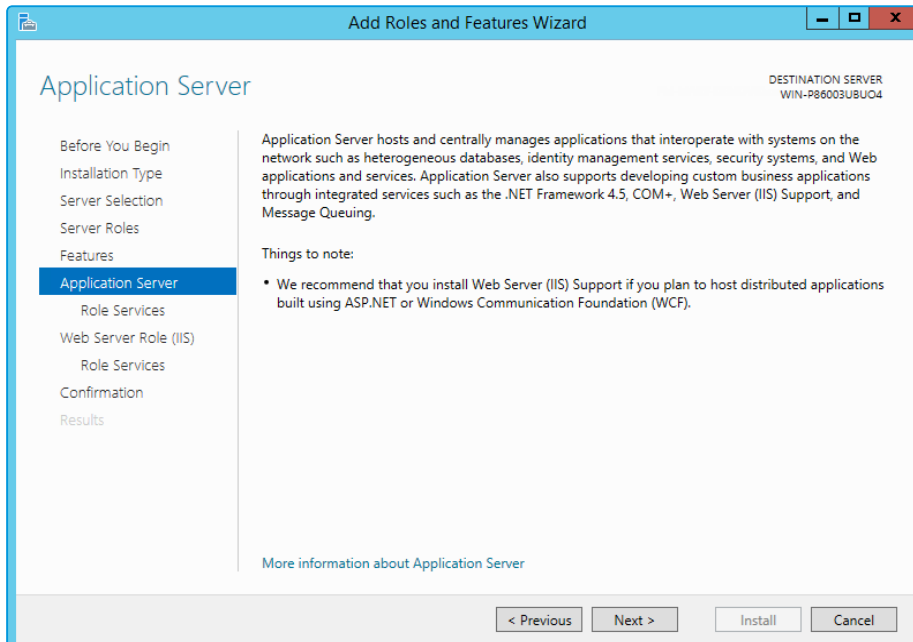 Add Roles and Features Wizard
Application Server
DESTINATION SERVER
WIN-P86003UBUO4
Before You Begin
Installation Type
Server Selection
Server Roles
Features
Application Server
Role Services
Web Server Role (IIS)
Role Services
Confirmation
Results
Application Server hosts and centrally manages applications that interoperate with systems on the
network such as heterogeneous databases, identity management services, security systems, and Web
applications and services. Application Server also supports developing custom business applications
through integrated services such as the .NET Framework 4.5, COM+, Web Server (IIS) Support, and
Message Queuing.
Things to note:
• We recommend that you install Web Server (IIS) Support if you plan to host distributed applications
built using ASP.NET or Windows Communication Foundation (WCF).
More information about Application Server
< Previous
Next >
Install
Cancel